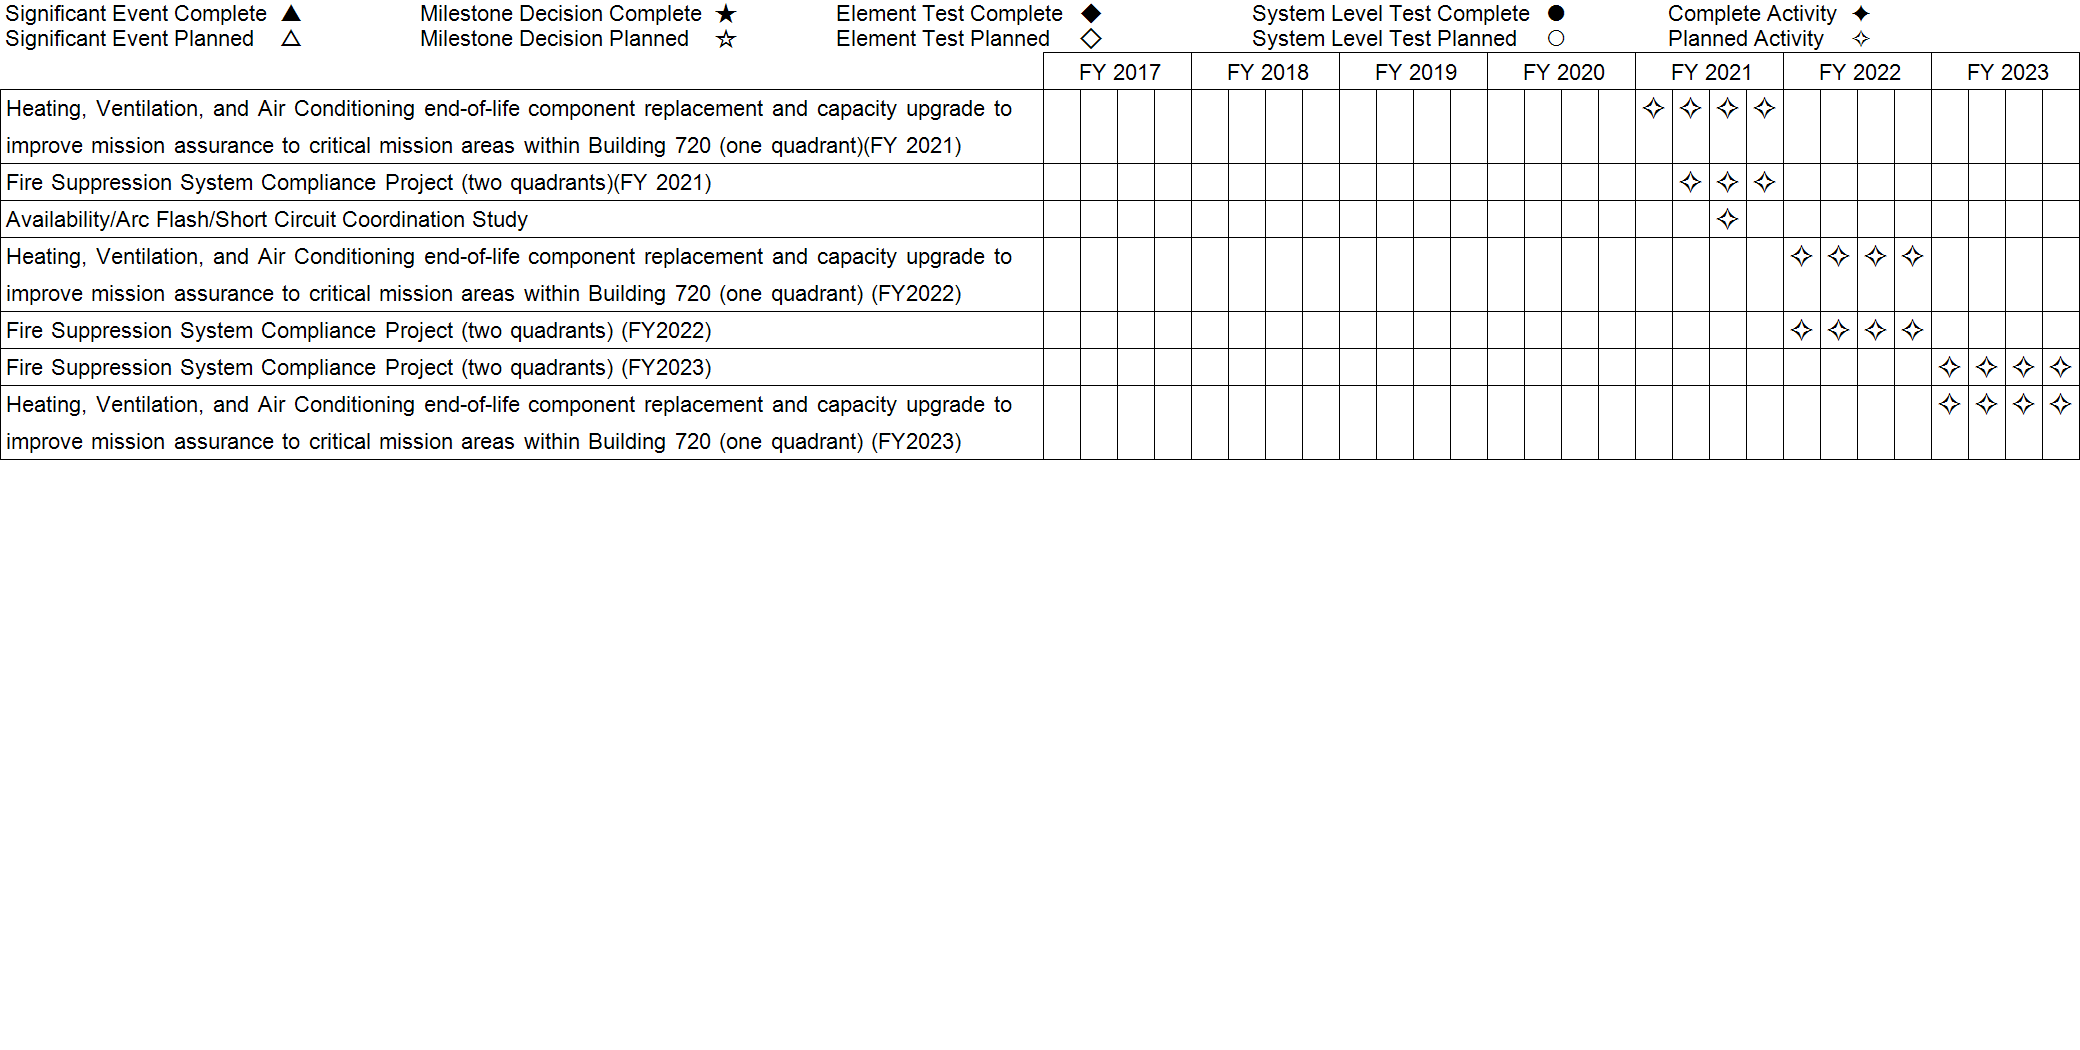 Significant Event Complete ▲ Milestone Decision Complete ★ Element Test Complete ◆ System Level Test Complete ● Complete Activity ✦
Significant Event Planned △ Milestone Decision Planned ☆ Element Test Planned ◇ System Level Test Planned ○ Planned Activity ✧
FY 2017 FY 2018 FY 2019 FY 2020 FY 2021 FY 2022 FY 2023
Heating, Ventilation, and Air Conditioning end-of-life component replacement and capacity upgrade to ✧ ✧ ✧ ✧
improve mission assurance to critical mission areas within Building 720 (one quadrant)(FY 2021)
Fire Suppression System Compliance Project (two quadrants)(FY 2021) ✧ ✧ ✧
Availability/Arc Flash/Short Circuit Coordination Study ✧
Heating, Ventilation, and Air Conditioning end-of-life component replacement and capacity upgrade to ✧ ✧ ✧ ✧
improve mission assurance to critical mission areas within Building 720 (one quadrant) (FY2022)
Fire Suppression System Compliance Project (two quadrants) (FY2022) ✧ ✧ ✧ ✧
Fire Suppression System Compliance Project (two quadrants) (FY2023) ✧ ✧ ✧ ✧
Heating, Ventilation, and Air Conditioning end-of-life component replacement and capacity upgrade to ✧ ✧ ✧ ✧
improve mission assurance to critical mission areas within Building 720 (one quadrant) (FY2023)